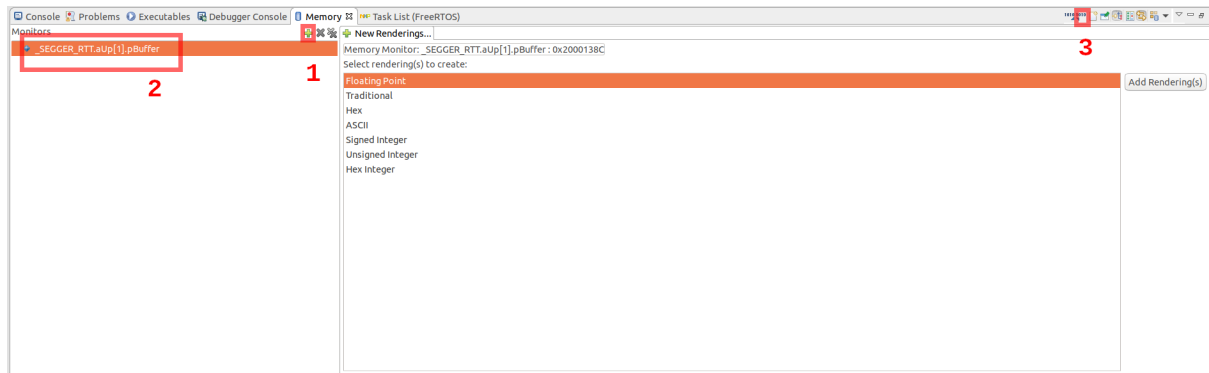 Console Problems Executables Debugger Console Memory Task List (FreeRTOS)
Monitors
_SEGGER_RTT.aUp[1].pBuffer
1
2
New Renderings...
3
Memory Monitor: _SEGGER_RTT.aUp[1].pBuffer : 0x2000138C
Select rendering(s) to create:
Floating Point
Traditional
Hex
ASCII
Signed Integer
Unsigned Integer
Hex Integer
Add Rendering(s)